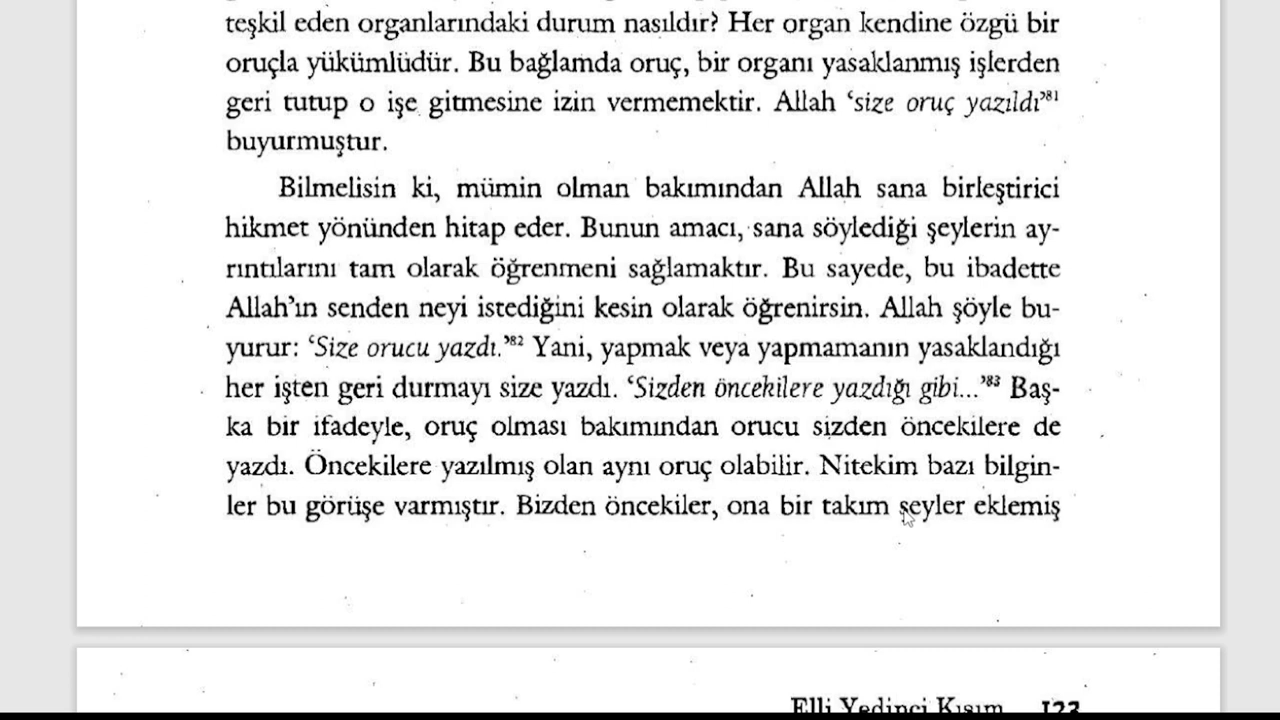 teşkil eden organlarındaki durum nasıldır? Her organ kendine özgü bir
oruçla yükümlüdür. Bu bağlamda oruç, bir organı yasaklanmış işlerden
geri tutup o işe gitmesine izin vermemektir. Allah ‘size oruç yazıldı’⁸¹
buyurmuştur.
Bilmelisin ki, mümin olman bakımından Allah sana birleştirici
hikmet yönünden hitap eder. Bunun amacı, sana söylediği şeylerin ay-
rıntılarını tam olarak öğrenmeni sağlamaktır. Bu sayede, bu ibadette
Allah’ın senden neyi istediğini kesin olarak öğrenirsin. Allah şöyle bu-
yurur: ‘Size orucu yazdı.’⁸² Yani, yapmak veya yapmamanın yasaklandığı
her işten geri durmayı size yazdı. ‘Sizden öncekilere yazdığı gibi...’⁸³ Baş-
ka bir ifadeyle, oruç olması bakımından orucu sizden öncekilere de
yazdı. Öncekilere yazılmış olan aynı oruç olabilir. Nitekim bazı bilgin-
ler bu görüşe varmıştır. Bizden öncekiler, ona bir takım şeyler eklemiş
Elli Yedinci Kısım 123